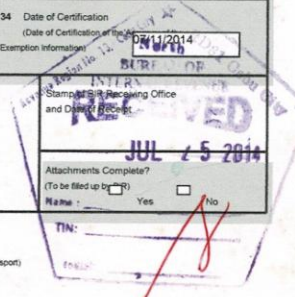 34 Date of Certification
(Date of Certification of the
Exemption Information)
07/11/2014
North
BUREAU OF
INTERN
Stamp of BIR Receiving Office
and Date of Receipt
RECEIVED
JUL 25 2014
Attachments Complete?
(To be filled up by BIR)
Name :
Yes
No
TIN:
sport)